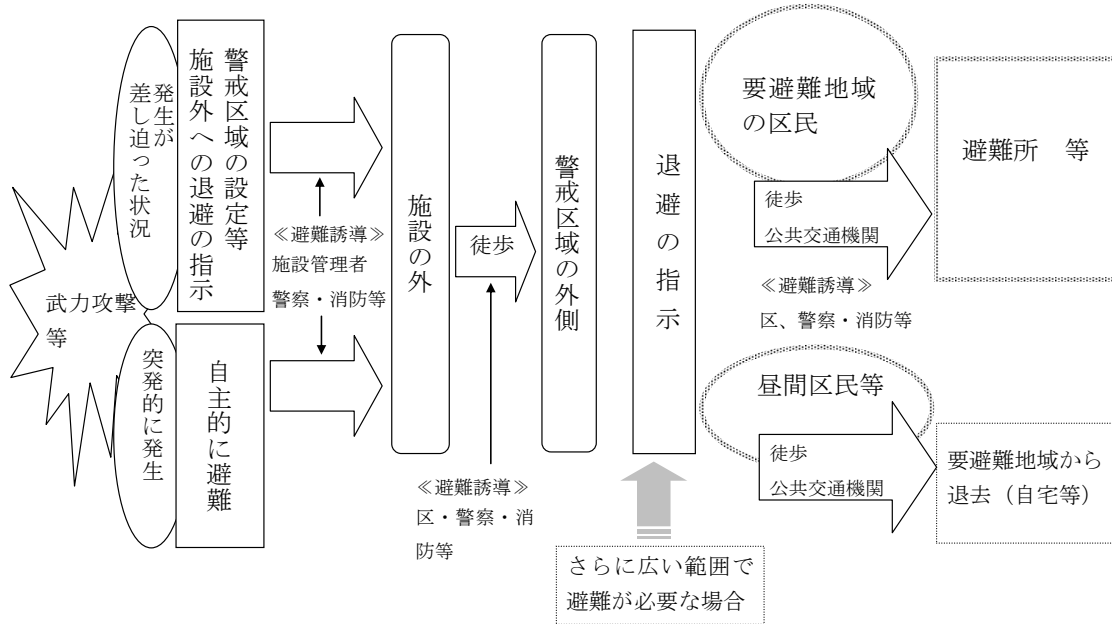 武力攻撃
等
発生が
差し迫った状況
警戒区域の設定等
施設外への退避の指示
突発的に発生
自主的に避難
≪避難誘導≫
施設管理者
警察・消防等
施設の外
徒歩
≪避難誘導≫
区・警察・消
防等
警戒区域の外側
退避の指示
さらに広い範囲で
避難が必要な場合
要避難地域
の区民
徒歩
公共交通機関
≪避難誘導≫
区、警察・消防等
避難所　等
昼間区民等
徒歩
公共交通機関
要避難地域から
退去（自宅等）